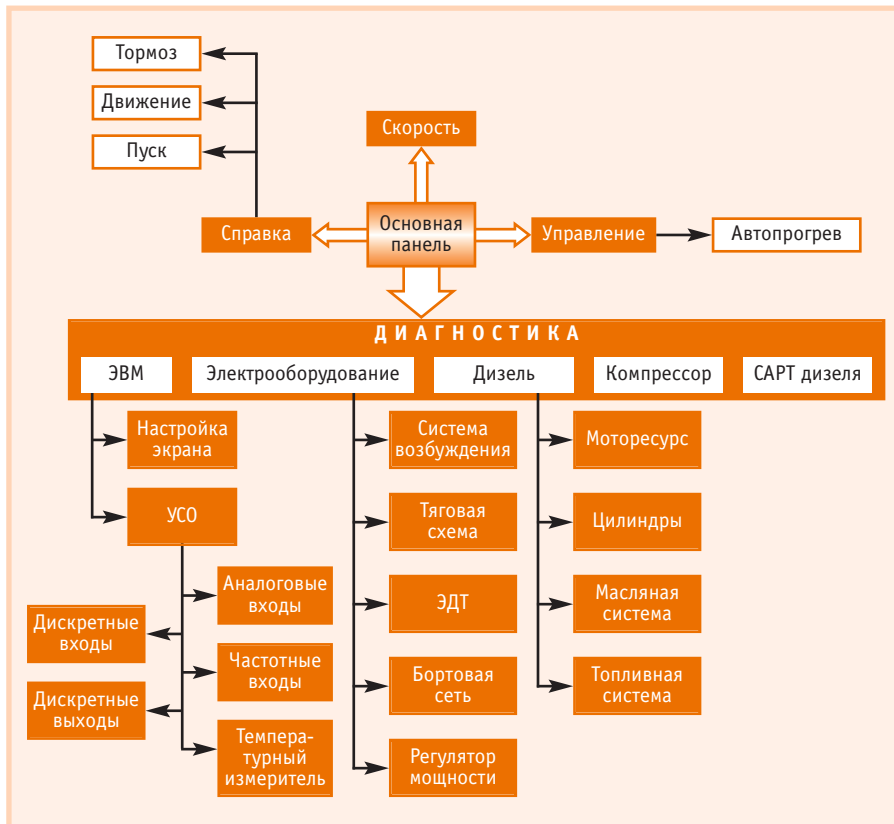 Тормоз
Движение
Пуск
Скорость
Справка
Основная
панель
Управление
Автопрогрев
ДИАГНОСТИКА
ЭВМ
Электрооборудование
Дизель
Компрессор
САРТ дизеля
Настройка
экрана
УСО
Аналоговые
входы
Дискретные
входы
Частотные
входы
Дискретные
выходы
Темпера-
турный
измеритель
Система
возбуждения
Тяговая
схема
ЭДТ
Бортовая
сеть
Регулятор
мощности
Моторесурс
Цилиндры
Масляная
система
Топливная
система